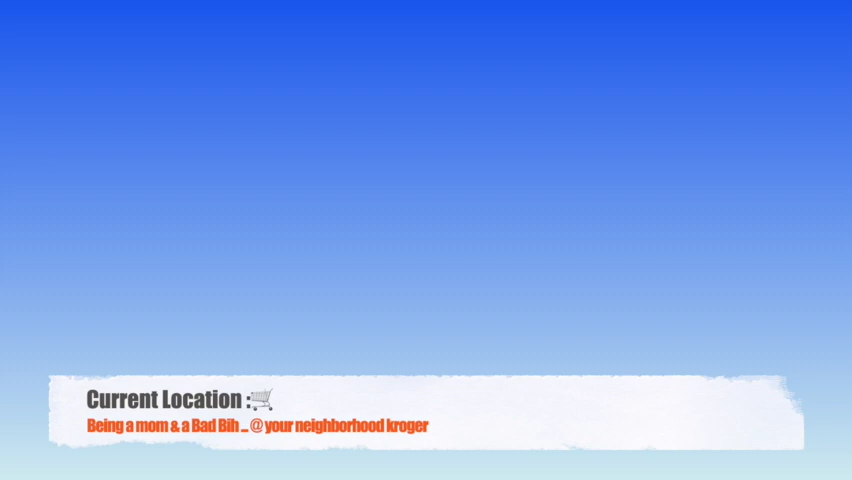 Current Location :🛒
Being a mom & a Bad Bih ... @ your neighborhood kroger